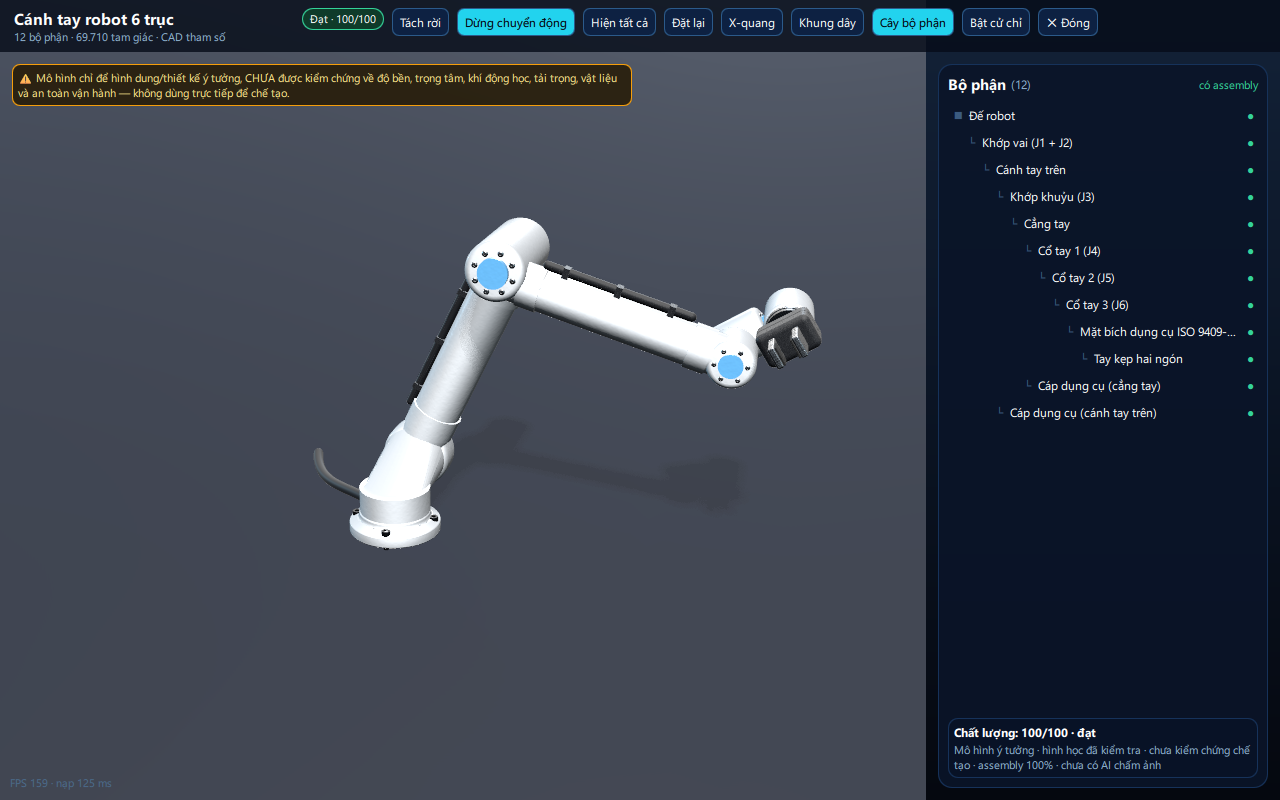 Cánh tay robot 6 trục
12 bộ phận · 69.710 tam giác · CAD tham số
Đạt · 100/100
Tách rời
Dừng chuyển động
Hiện tất cả
Đặt lại
X-quang
Khung dây
Cây bộ phận
Bật cử chỉ
✕ Đóng
⚠ Mô hình chỉ để hình dung/thiết kế ý tưởng, CHƯA được kiểm chứng về độ bền, trọng tâm, khí động học, tải trọng, vật liệu
và an toàn vận hành — không dùng trực tiếp để chế tạo.
Bộ phận (12) có assembly
Đế robot
Khớp vai (J1 + J2)
Cánh tay trên
Khớp khuỷu (J3)
Cẳng tay
Cổ tay 1 (J4)
Cổ tay 2 (J5)
Cổ tay 3 (J6)
Mặt bích dụng cụ ISO 9409-...
Tay kẹp hai ngón
Cáp dụng cụ (cẳng tay)
Cáp dụng cụ (cánh tay trên)
Chất lượng: 100/100 · đạt
Mô hình ý tưởng · hình học đã kiểm tra · chưa kiểm chứng chế
tạo · assembly 100% · chưa có AI chấm ảnh
FPS 159 · nạp 125 ms